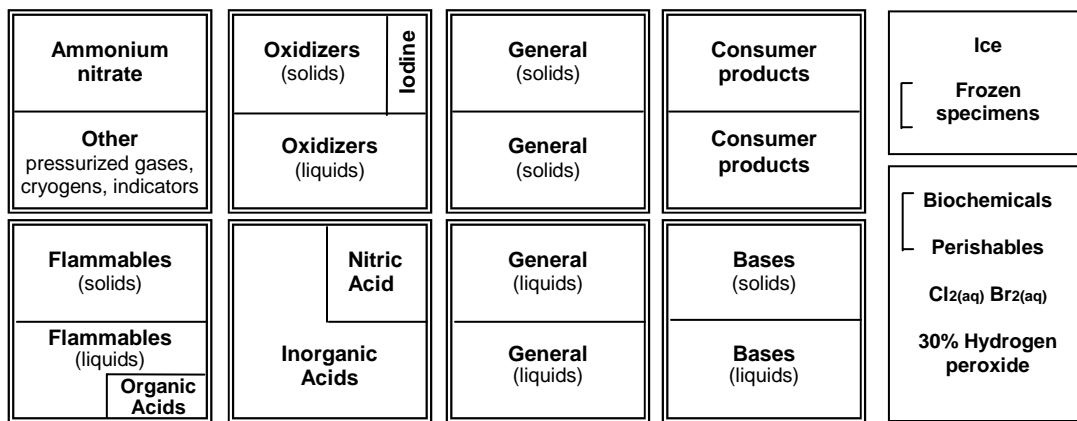 Ammonium
nitrate
Other
pressurized gases,
cryogens, indicators
Oxidizers
(solids)
Iodine
Oxidizers
(liquids)
General
(solids)
General
(solids)
Consumer
products
Consumer
products
Ice
Frozen
specimens
Flammables
(solids)
Flammables
(liquids)
Organic
Acids
Nitric
Acid
Inorganic
Acids
General
(liquids)
General
(liquids)
Bases
(solids)
Bases
(liquids)
Biochemicals
Perishables
Cl2(aq) Br2(aq)
30% Hydrogen
peroxide